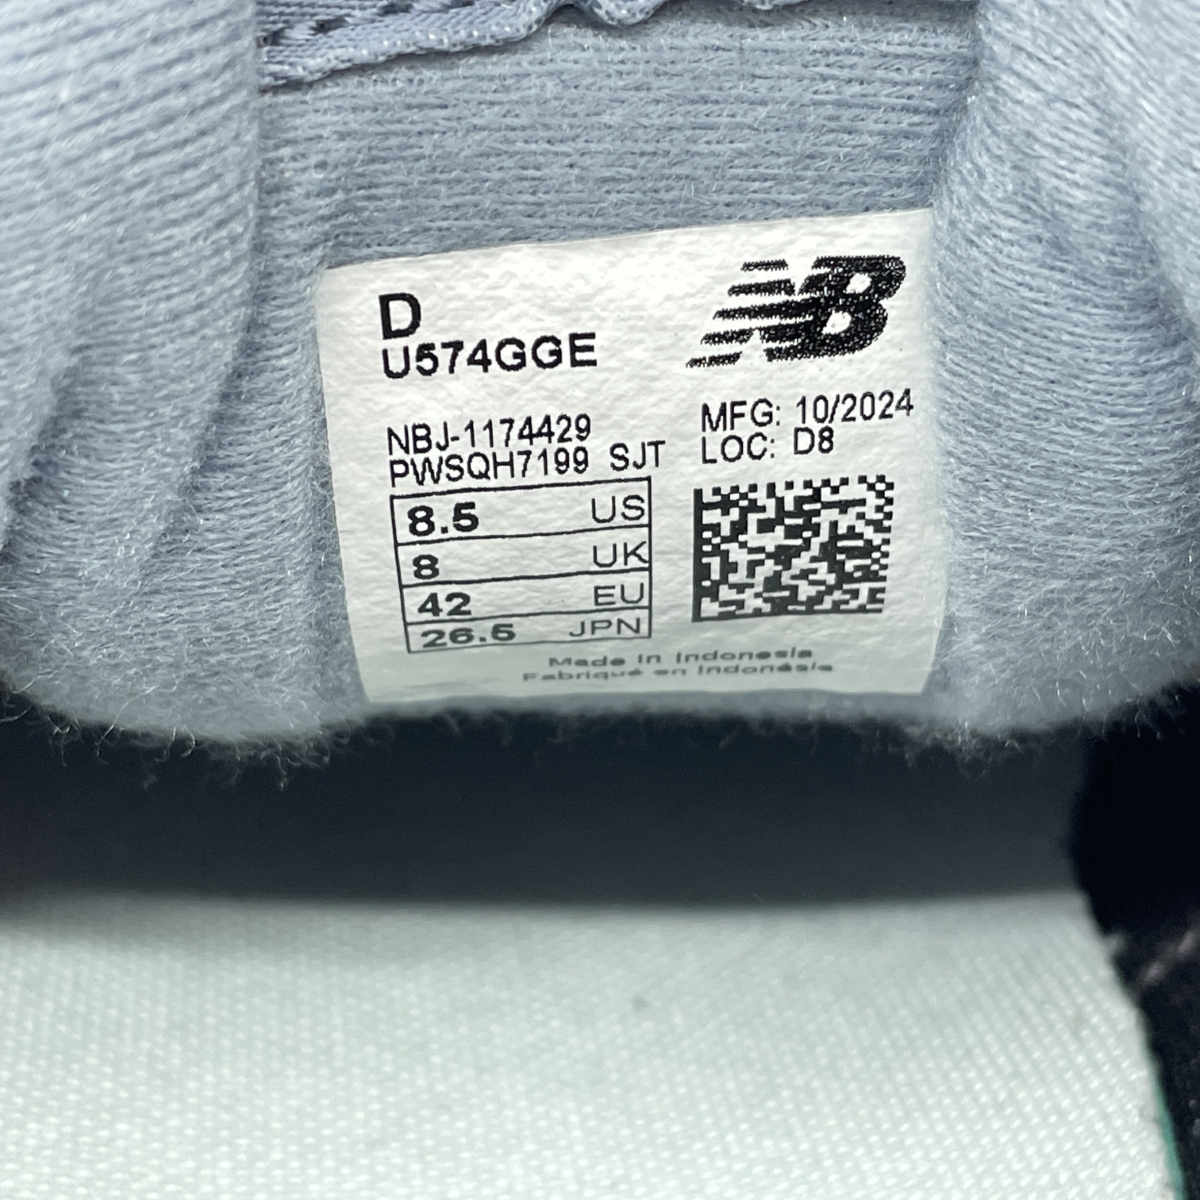 D
U574GGE
NB
NBJ-1174429
PWSQH7199 SJT
MFG: 10/2024
LOC: D8
8.5 US
8 UK
42 EU
26.5 JPN
Made in Indonesia
Fabriqué en Indonésie